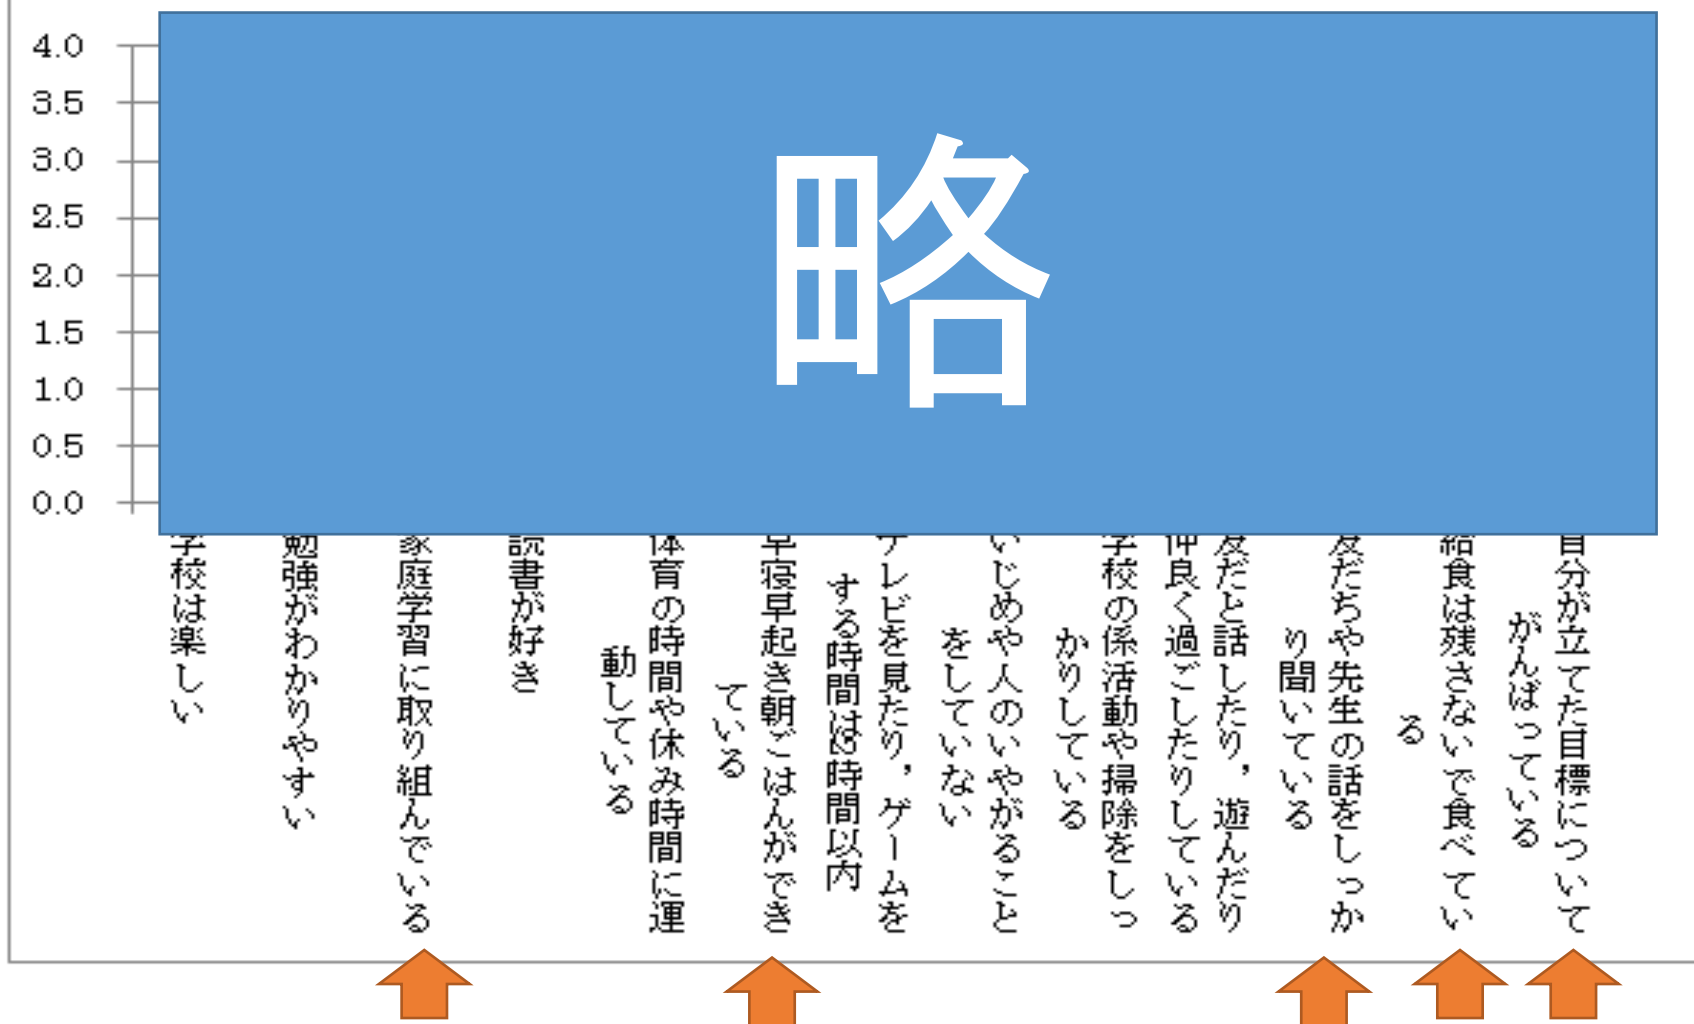 4.0
3.5
3.0
2.5
2.0
1.5
1.0
0.5
0.0
略
学校は楽しい
勉強がわかりやすい
家庭学習に取り組んでいる
読書が好き
体育の時間や休み時間に運
動している
早寝早起き朝ごはんができ
ている
テレビを見たり，ゲームを
する時間は時間以内
いじめや人のいやがること
をしていない
学校の係活動や掃除をしっ
かりしている
友だと話したり，遊んだり
仲良く過ごしたりしている
友だちや先生の話をしっか
り聞いている
給食は残さないで食べてい
る
自分が立てた目標について
がんばっている